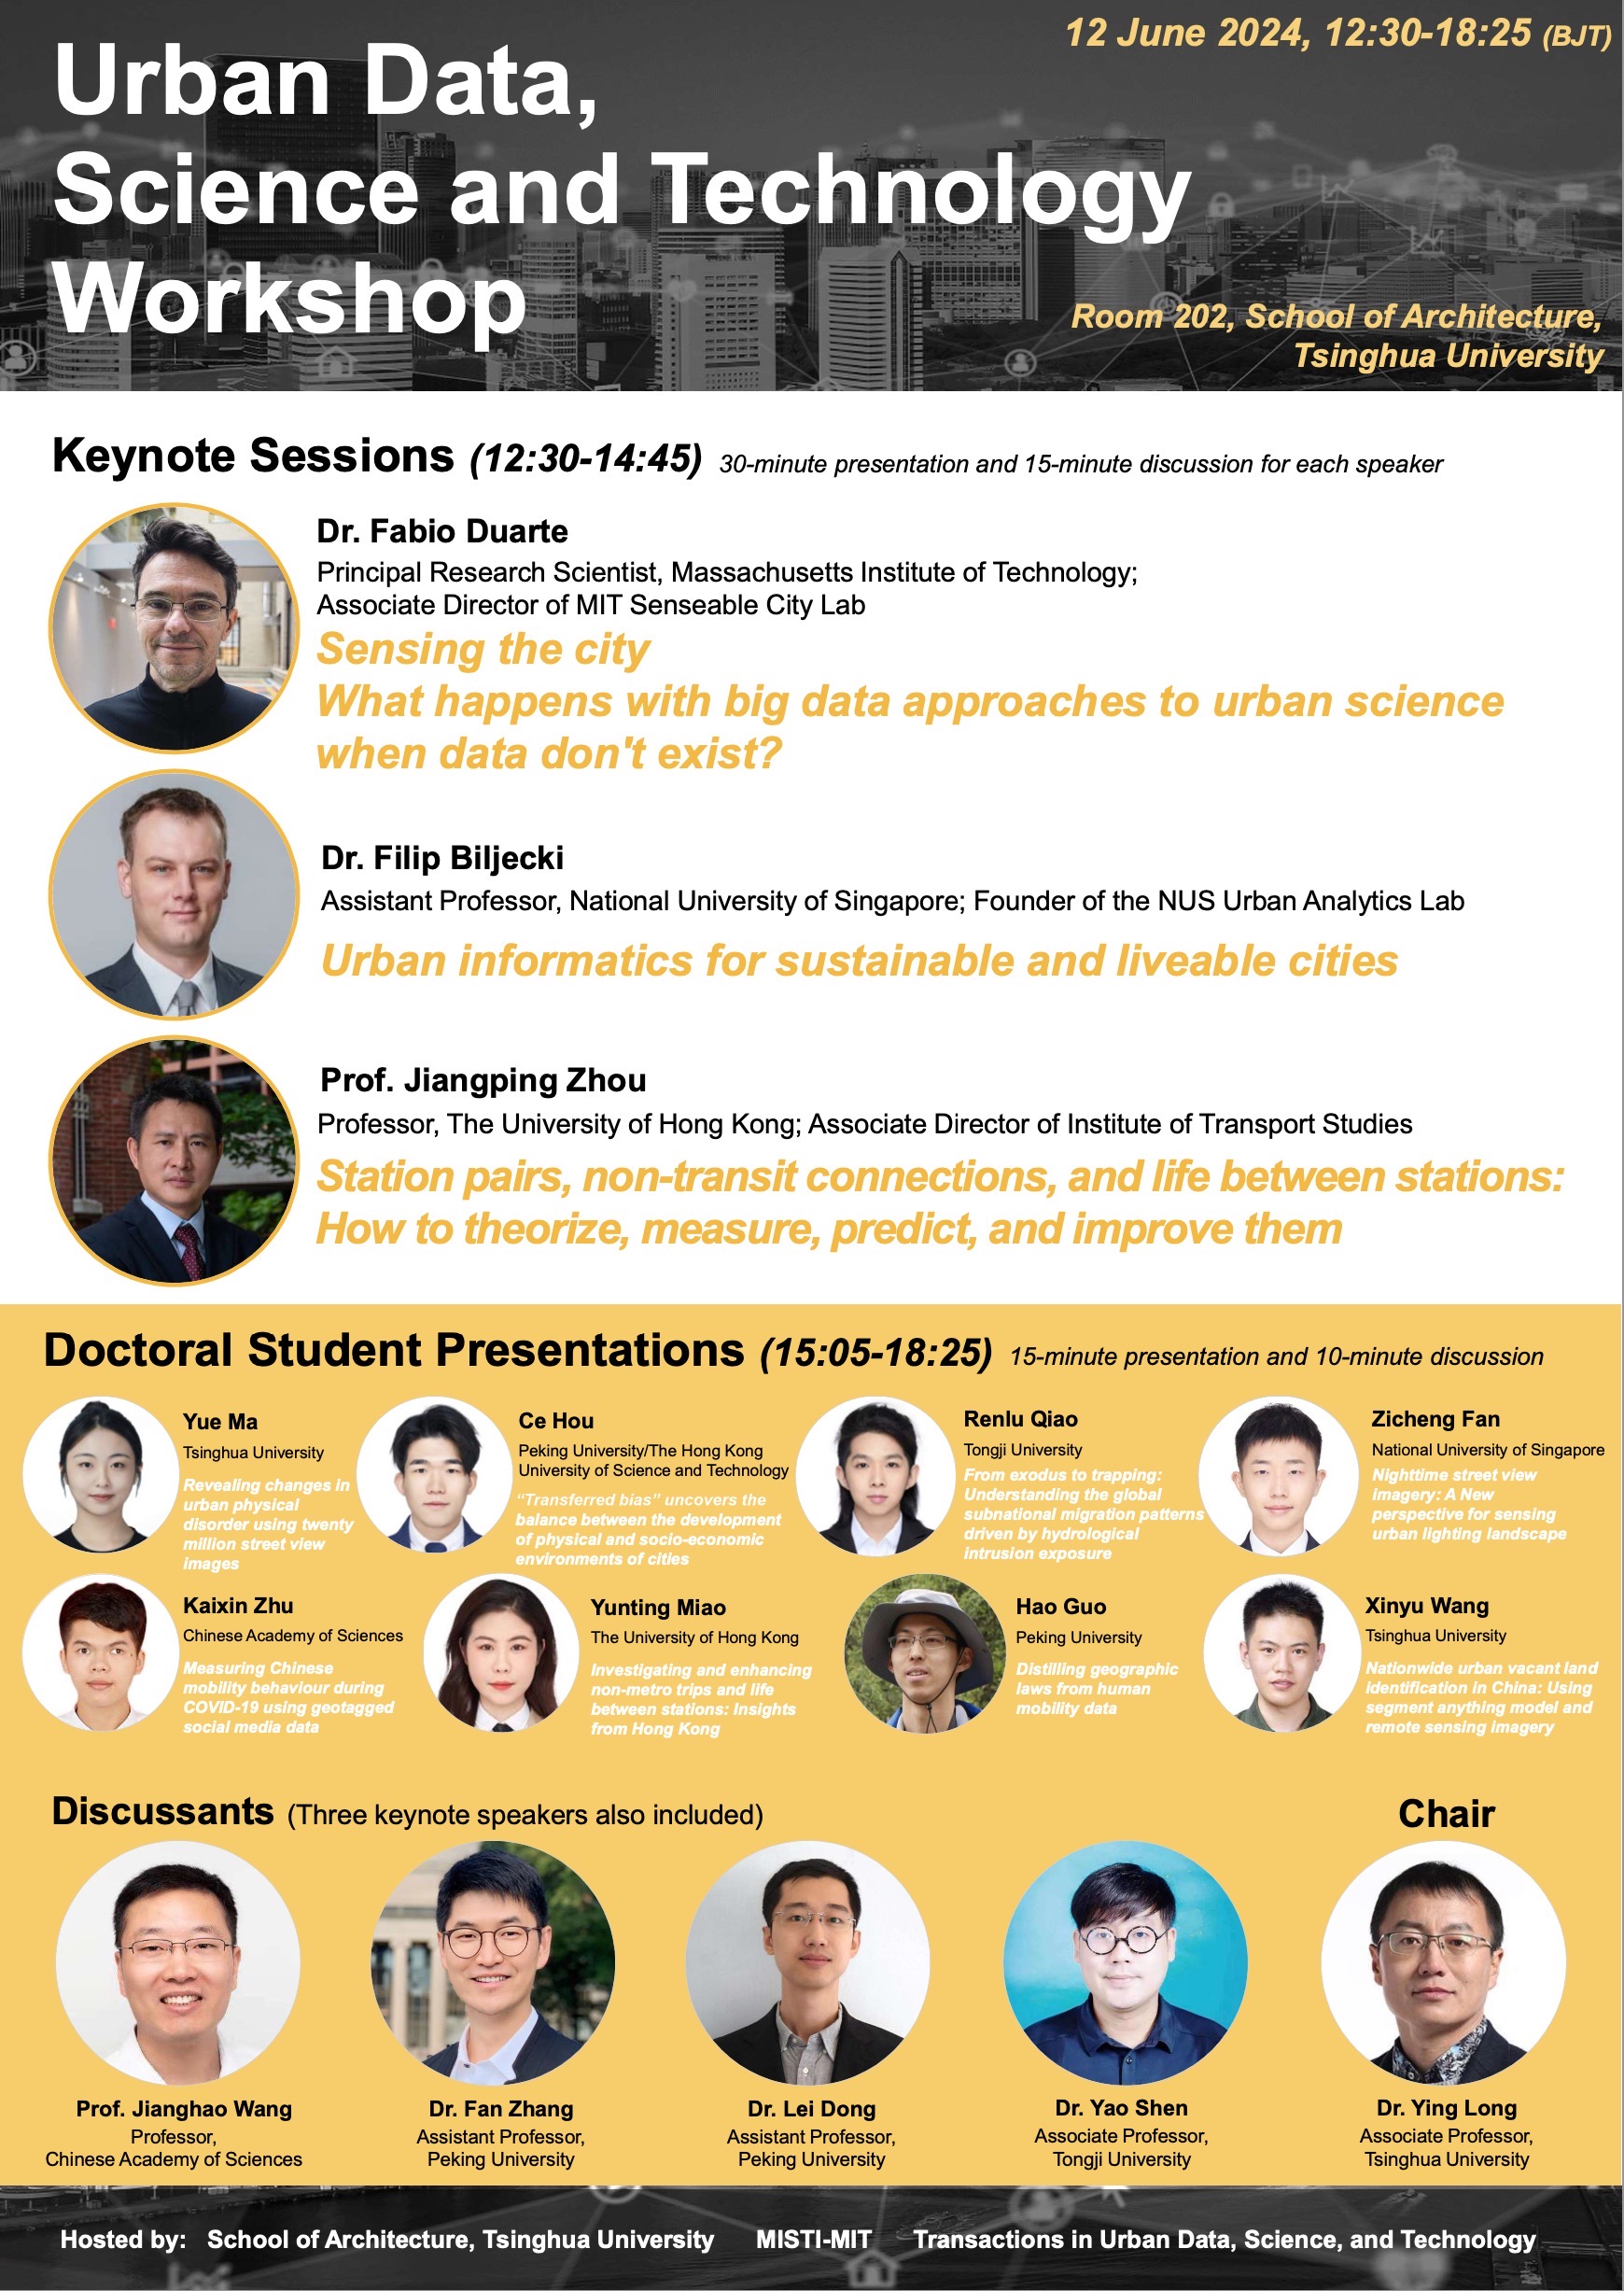 12 June 2024, 12:30-18:25 (BJT)
Urban Data,
Science and Technology
Workshop
Room 202, School of Architecture,
Tsinghua University
Keynote Sessions (12:30-14:45) 30-minute presentation and 15-minute discussion for each speaker
Dr. Fabio Duarte
Principal Research Scientist, Massachusetts Institute of Technology;
Associate Director of MIT Senseable City Lab
Sensing the city
What happens with big data approaches to urban science
when data don't exist?
Dr. Filip Biljecki
Assistant Professor, National University of Singapore; Founder of the NUS Urban Analytics Lab
Urban informatics for sustainable and liveable cities
Prof. Jiangping Zhou
Professor, The University of Hong Kong; Associate Director of Institute of Transport Studies
Station pairs, non-transit connections, and life between stations:
How to theorize, measure, predict, and improve them
Doctoral Student Presentations (15:05-18:25) 15-minute presentation and 10-minute discussion
Yue Ma
Tsinghua University
Revealing changes in
urban physical
disorder using twenty
million street view
images
Ce Hou
Peking University/The Hong Kong
University of Science and Technology
“Transferred bias” uncovers the
balance between the development
of physical and socio-economic
environments of cities
Renlu Qiao
Tongji University
From exodus to trapping:
Understanding the global
subnational migration patterns
driven by hydrological
intrusion exposure
Zicheng Fan
National University of Singapore
Nighttime street view
imagery: A New
perspective for sensing
urban lighting landscape
Kaixin Zhu
Chinese Academy of Sciences
Measuring Chinese
mobility behaviour during
COVID-19 using geotagged
social media data
Yunting Miao
The University of Hong Kong
Investigating and enhancing
non-metro trips and life
between stations: Insights
from Hong Kong
Hao Guo
Peking University
Distilling geographic
laws from human
mobility data
Xinyu Wang
Tsinghua University
Nationwide urban vacant land
identification in China: Using
segment anything model and
remote sensing imagery
Discussants (Three keynote speakers also included)
Chair
Prof. Jianghao Wang
Professor,
Chinese Academy of Sciences
Dr. Fan Zhang
Assistant Professor,
Peking University
Dr. Lei Dong
Assistant Professor,
Peking University
Dr. Yao Shen
Associate Professor,
Tongji University
Dr. Ying Long
Associate Professor,
Tsinghua University
Hosted by: School of Architecture, Tsinghua University MISTI-MIT Transactions in Urban Data, Science, and Technology